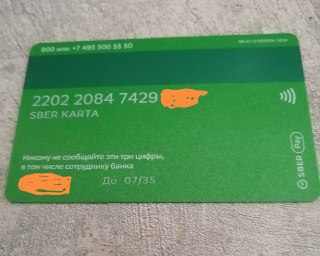 900 или +7 495 500 55 50
2202 2084 7429
SBER KARTA
Никому не сообщайте эти три цифры,
в том числе сотруднику банка
До 07/35
SBER Pay